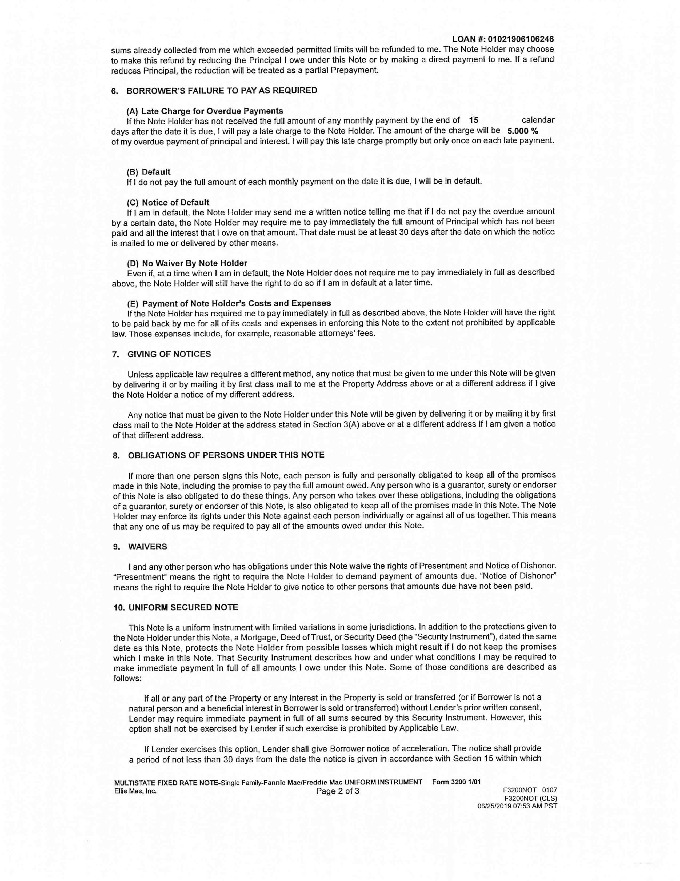 LOAN #: 01021906106246
sums already collected from me which exceeded permitted limits will be refunded to me. The Note Holder may choose
to make this refund by reducing the Principal I owe under this Note or by making a direct payment to me. If a refund
reduces Principal, the reduction will be treated as a partial Prepayment.
6. BORROWER'S FAILURE TO PAY AS REQUIRED
(A) Late Charge for Overdue Payments
If the Note Holder has not received the full amount of any monthly payment by the end of 15 calendar
days after the date it is due, I will pay a late charge to the Note Holder. The amount of the charge will be 5.000 %
of my overdue payment of principal and interest. I will pay this late charge promptly but only once on each late payment.
(B) Default
If I do not pay the full amount of each monthly payment on the date it is due, I will be in default.
(C) Notice of Default
If I am in default, the Note Holder may send me a written notice telling me that if I do not pay the overdue amount
by a certain date, the Note Holder may require me to pay immediately the full amount of Principal which has not been
paid and all the interest that I owe on that amount. That date must be at least 30 days after the date on which the notice
is mailed to me or delivered by other means.
(D) No Waiver By Note Holder
Even if, at a time when I am in default, the Note Holder does not require me to pay immediately in full as described
above, the Note Holder will still have the right to do so if I am in default at a later time.
(E) Payment of Note Holder's Costs and Expenses
If the Note Holder has required me to pay immediately in full as described above, the Note Holder will have the right
to be paid back by me for all of its costs and expenses in enforcing this Note to the extent not prohibited by applicable
law. Those expenses include, for example, reasonable attorneys' fees.
7. GIVING OF NOTICES
Unless applicable law requires a different method, any notice that must be given to me under this Note will be given
by delivering it or by mailing it by first class mail to me at the Property Address above or at a different address if I give
the Note Holder a notice of my different address.
Any notice that must be given to the Note Holder under this Note will be given by delivering it or by mailing it by first
class mail to the Note Holder at the address stated in Section 3(A) above or at a different address if I am given a notice
of that different address.
8. OBLIGATIONS OF PERSONS UNDER THIS NOTE
If more than one person signs this Note, each person is fully and personally obligated to keep all of the promises
made in this Note, including the promise to pay the full amount owed. Any person who is a guarantor, surety or endorser
of this Note is also obligated to do these things. Any person who takes over these obligations, including the obligations
of a guarantor, surety or endorser of this Note, is also obligated to keep all of the promises made in this Note. The Note
Holder may enforce its rights under this Note against each person individually or against all of us together. This means
that any one of us may be required to pay all of the amounts owed under this Note.
9. WAIVERS
I and any other person who has obligations under this Note waive the rights of Presentment and Notice of Dishonor.
"Presentment" means the right to require the Note Holder to demand payment of amounts due. "Notice of Dishonor"
means the right to require the Note Holder to give notice to other persons that amounts due have not been paid.
10. UNIFORM SECURED NOTE
This Note is a uniform instrument with limited variations in some jurisdictions. In addition to the protections given to
the Note Holder under this Note, a Mortgage, Deed of Trust, or Security Deed (the "Security Instrument"), dated the same
date as this Note, protects the Note Holder from possible losses which might result if I do not keep the promises
which I make in this Note. That Security Instrument describes how and under what conditions I may be required to
make immediate payment in full of all amounts I owe under this Note. Some of those conditions are described as
follows:
If all or any part of the Property or any Interest in the Property is sold or transferred (or if Borrower is not a
natural person and a beneficial interest in Borrower is sold or transferred) without Lender's prior written consent,
Lender may require immediate payment in full of all sums secured by this Security Instrument. However, this
option shall not be exercised by Lender if such exercise is prohibited by Applicable Law.
If Lender exercises this option, Lender shall give Borrower notice of acceleration. The notice shall provide
a period of not less than 30 days from the date the notice is given in accordance with Section 15 within which
MULTISTATE FIXED RATE NOTE-Single Family-Fannie Mae/Freddie Mac UNIFORM INSTRUMENT Form 3200 1/01
Ellie Mae, Inc. Page 2 of 3 F3200NOT 0107
F3200NOT (CLS)
06/25/2019 07:53 AM PST